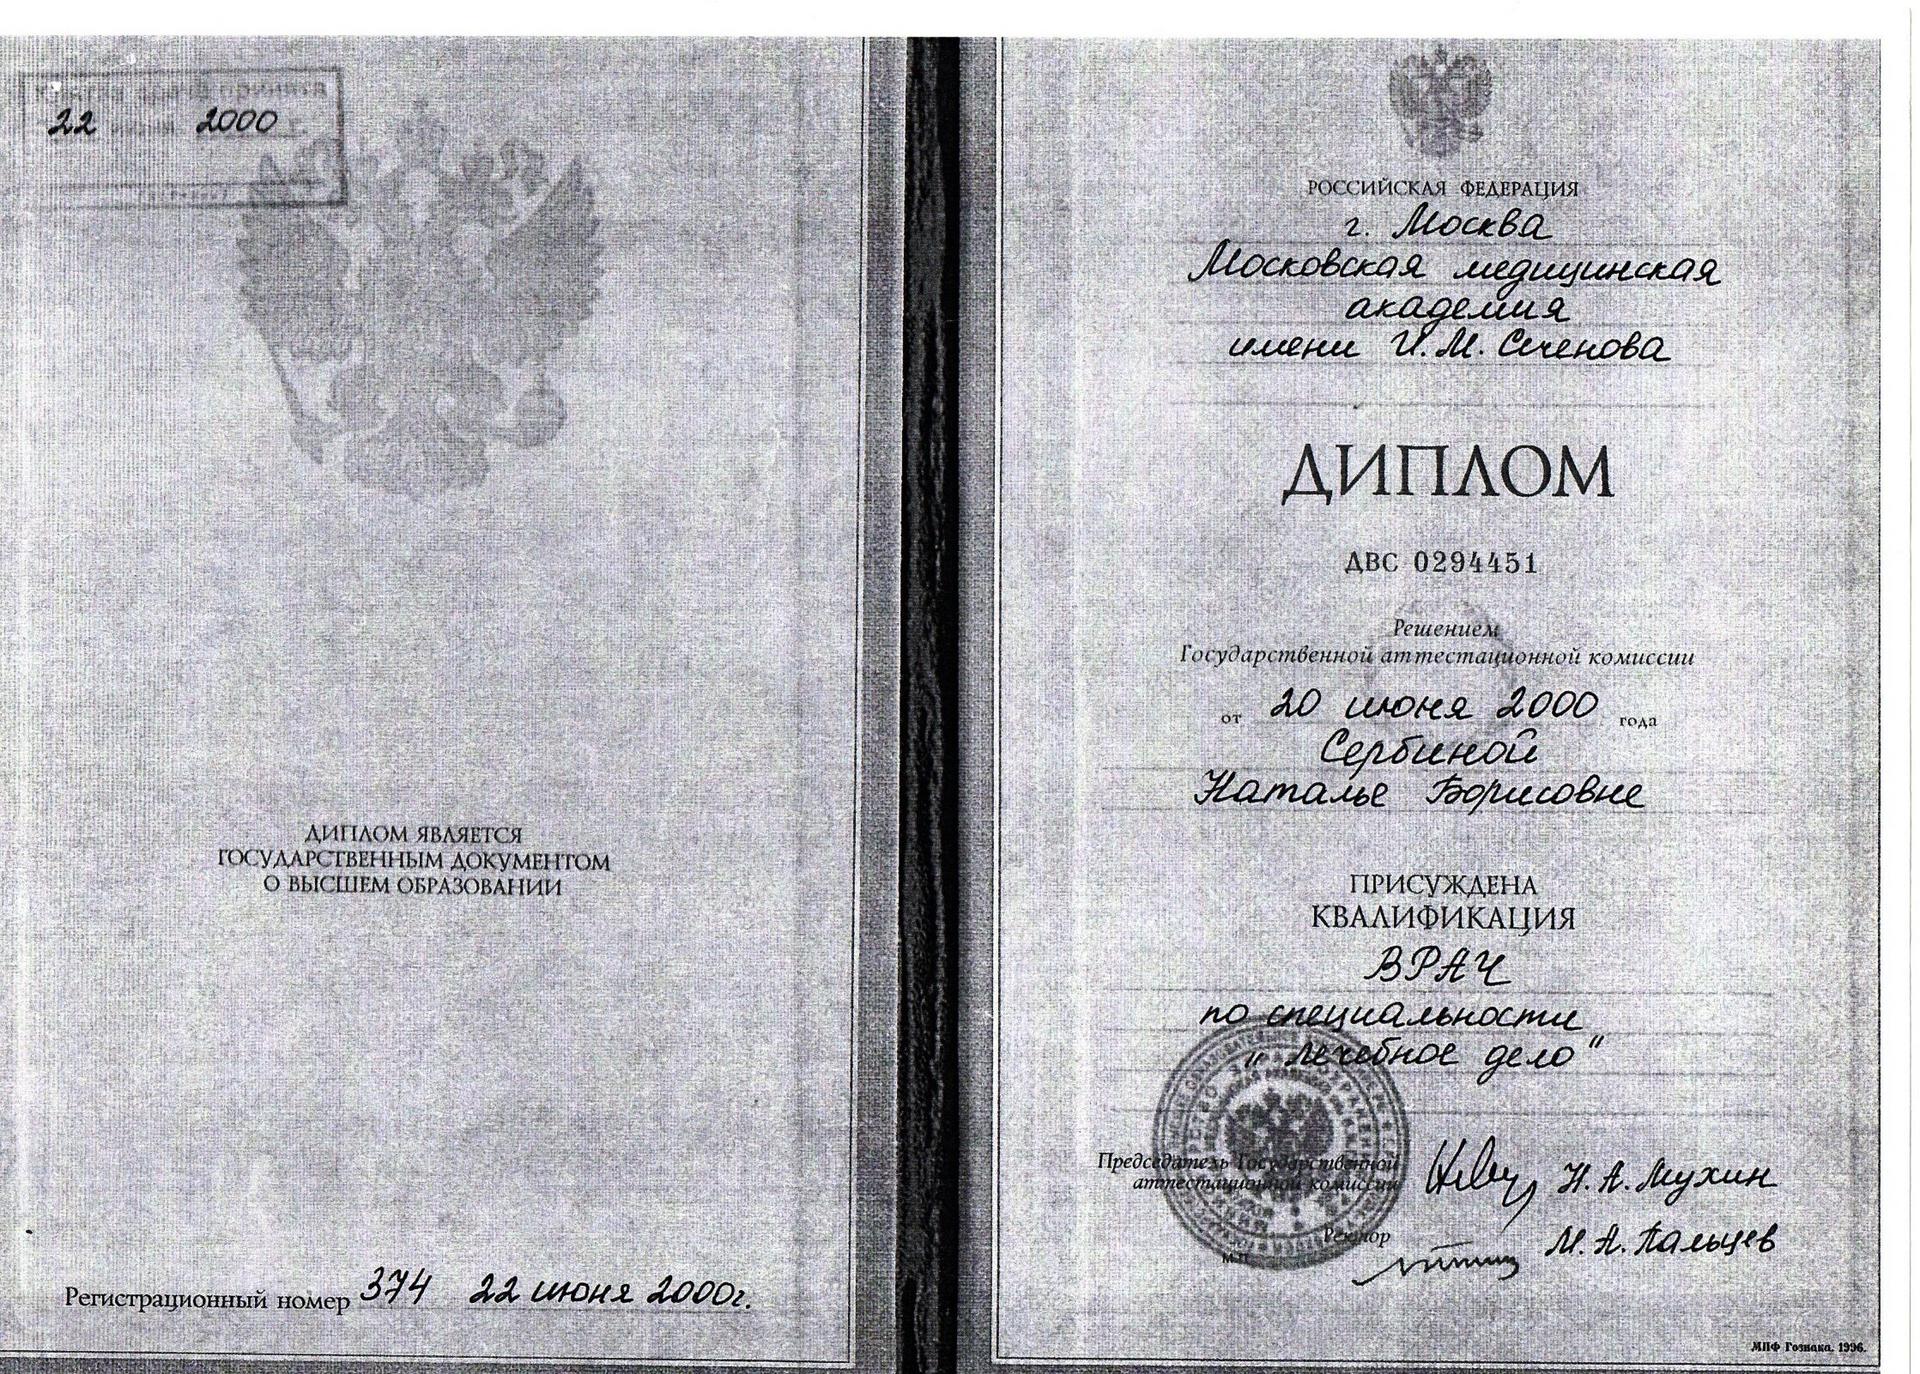 врача принята
22 2000 г.
ДИПЛОМ ЯВЛЯЕТСЯ
ГОСУДАРСТВЕННЫМ ДОКУМЕНТОМ
О ВЫСШЕМ ОБРАЗОВАНИИ
Регистрационный номер 374 22 июня 2000г.
РОССИЙСКАЯ ФЕДЕРАЦИЯ
г. Москва
Московская медицинская
академия
имени И.М. Сеченова
ДИПЛОМ
ДВС 0294451
Решением
Государственной аттестационной комиссии
от 20 июня 2000 года
Сербиной
Наталье Борисовне
ПРИСУЖДЕНА
КВАЛИФИКАЦИЯ
ВРАЧ
по специальности
„ лечебное дело"
Председатель Государственной
аттестационной комиссии Н. А. Мухин
Ректор М. А. Пальцев
М.П.
МПФ Гознака. 1996.